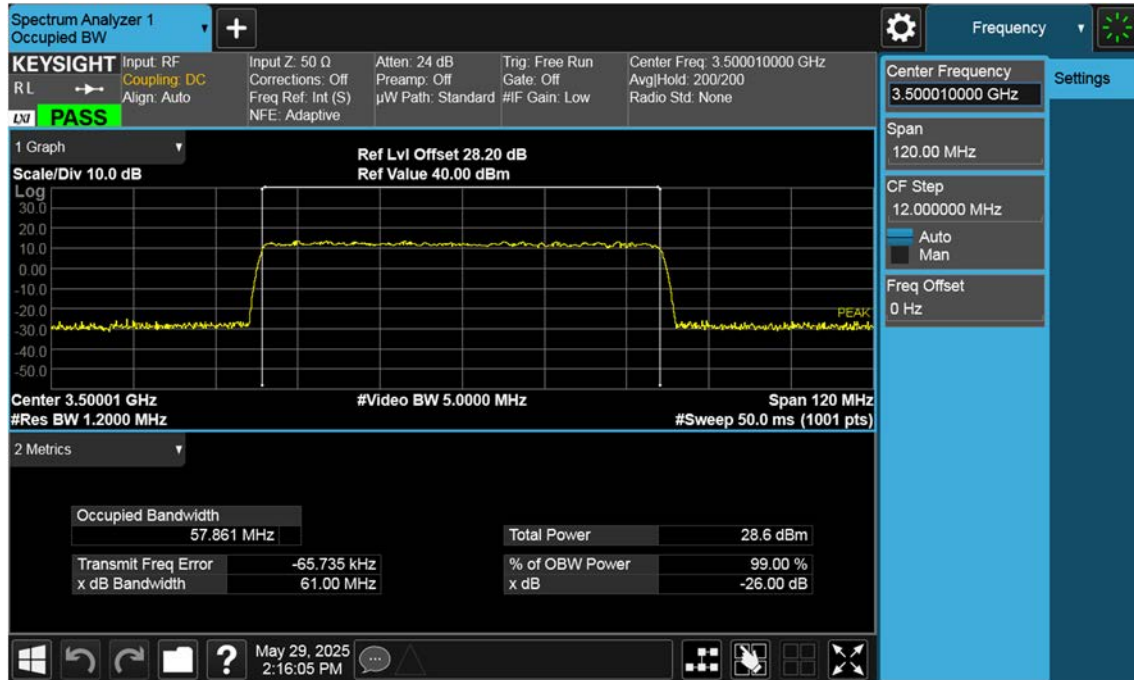 Spectrum Analyzer 1
Occupied BW
Frequency
KEYSIGHT
RL
LXI
PASS
Input: RF
Coupling: DC
Align: Auto
Input Z: 50 Ω
Corrections: Off
Freq Ref: Int (S)
NFE: Adaptive
Atten: 24 dB
Preamp: Off
µW Path: Standard
Trig: Free Run
Gate: Off
#IF Gain: Low
Center Freq: 3.500010000 GHz
Avg|Hold: 200/200
Radio Std: None
Center Frequency
3.500010000 GHz
Settings
Span
120.00 MHz
CF Step
12.000000 MHz
Auto
Man
Freq Offset
0 Hz
1 Graph
Scale/Div 10.0 dB
Ref Lvl Offset 28.20 dB
Ref Value 40.00 dBm
Log
30.0
20.0
10.0
0.00
-10.0
-20.0
-30.0
-40.0
-50.0
PEAK
Center 3.50001 GHz
#Video BW 5.0000 MHz
Span 120 MHz
#Res BW 1.2000 MHz
#Sweep 50.0 ms (1001 pts)
2 Metrics
Occupied Bandwidth
57.861 MHz
Total Power 28.6 dBm
Transmit Freq Error -65.735 kHz
% of OBW Power 99.00 %
x dB Bandwidth 61.00 MHz
x dB -26.00 dB
?
May 29, 2025
2:16:05 PM